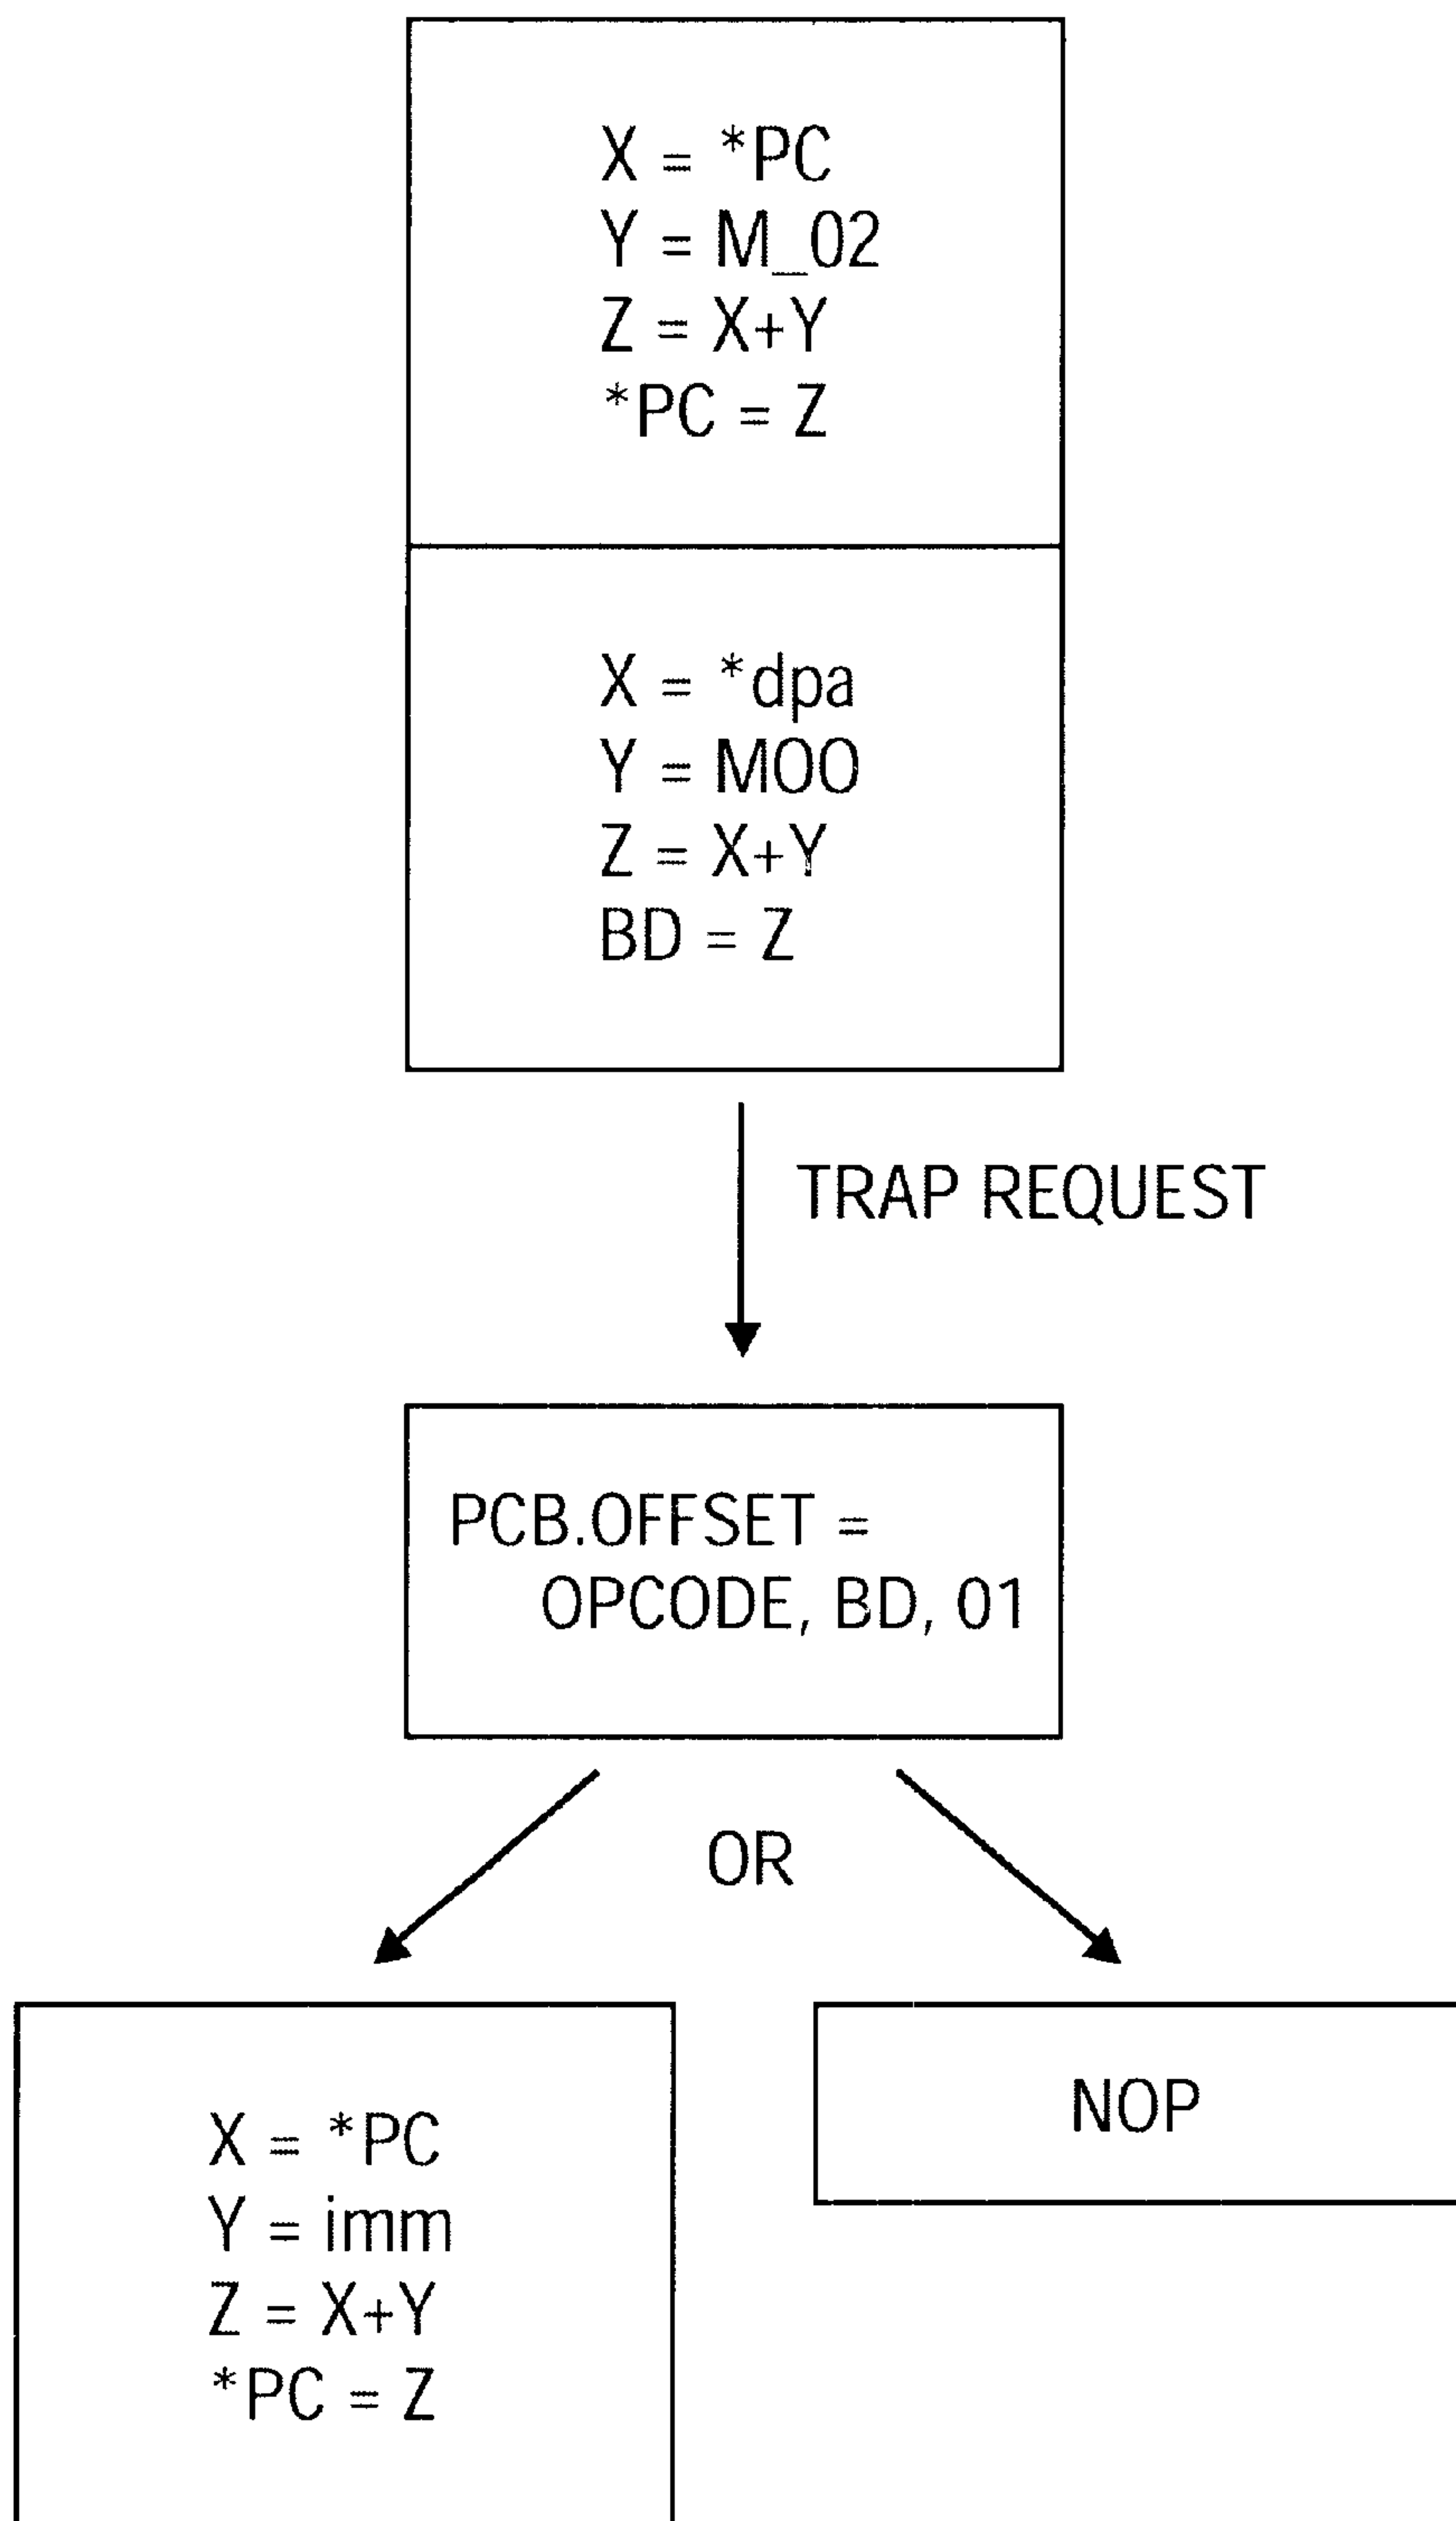 X = *PC
Y = M_02
Z = X+Y
*PC = Z
X = *dpa
Y = MOO
Z = X+Y
BD = Z
TRAP REQUEST
PCB.OFFSET =
OPCODE, BD, 01
OR
X = *PC
Y = imm
Z = X+Y
*PC = Z
NOP